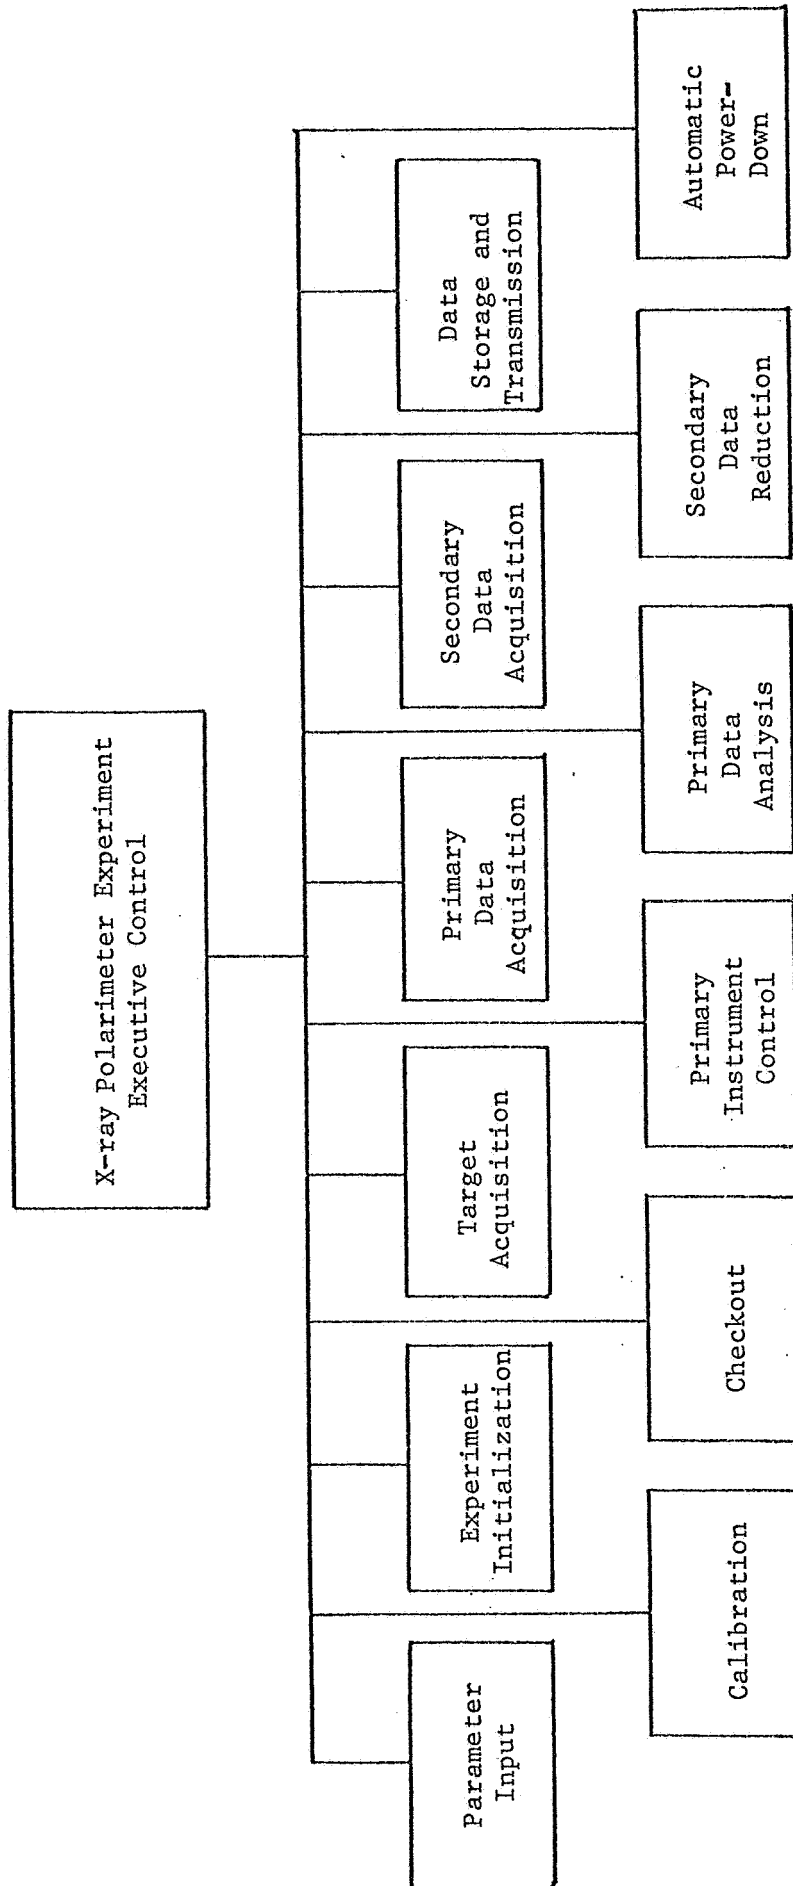 X-ray Polarimeter Experiment
Executive Control
Parameter
Input
Experiment
Initialization
Target
Acquisition
Primary
Data
Acquisition
Secondary
Data
Acquisition
Data
Storage and
Transmission
Calibration
Checkout
Primary
Instrument
Control
Primary
Data
Analysis
Secondary
Data
Reduction
Automatic
Power-
Down